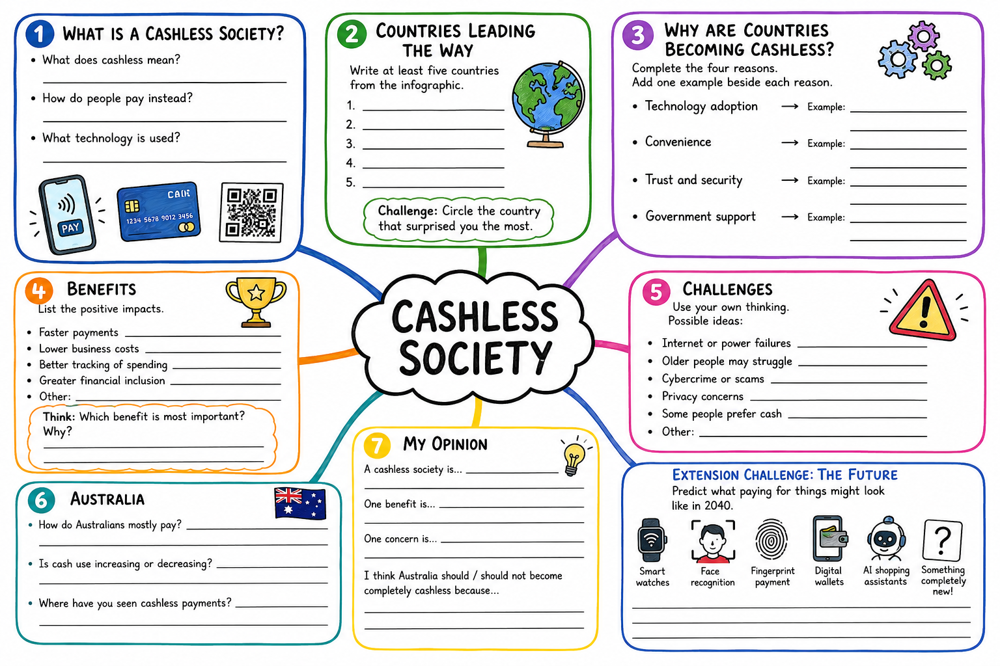 1 WHAT IS A CASHLESS SOCIETY?
• What does cashless mean?
• How do people pay instead?
• What technology is used?
PAY
1234 5678 9012 3456
2 COUNTRIES LEADING
THE WAY
Write at least five countries
from the infographic.
1.
2.
3.
4.
5.
Challenge: Circle the country
that surprised you the most.
3 WHY ARE COUNTRIES
BECOMING CASHLESS?
Complete the four reasons.
Add one example beside each reason.
• Technology adoption → Example:
• Convenience → Example:
• Trust and security → Example:
• Government support → Example:
CASHLESS
SOCIETY
4 BENEFITS
List the positive impacts.
• Faster payments
• Lower business costs
• Better tracking of spending
• Greater financial inclusion
• Other:
Think: Which benefit is most important?
Why?
5 CHALLENGES
Use your own thinking.
Possible ideas:
• Internet or power failures
• Older people may struggle
• Cybercrime or scams
• Privacy concerns
• Some people prefer cash
• Other:
6 AUSTRALIA
• How do Australians mostly pay?
• Is cash use increasing or decreasing?
• Where have you seen cashless payments?
7 MY OPINION
A cashless society is...
One benefit is...
One concern is...
I think Australia should / should not become
completely cashless because...
EXTENSION CHALLENGE: THE FUTURE
Predict what paying for things might look
like in 2040.
?
Smart
watches
Face
recognition
Fingerprint
payment
Digital
wallets
AI shopping
assistants
Something
completely
new!